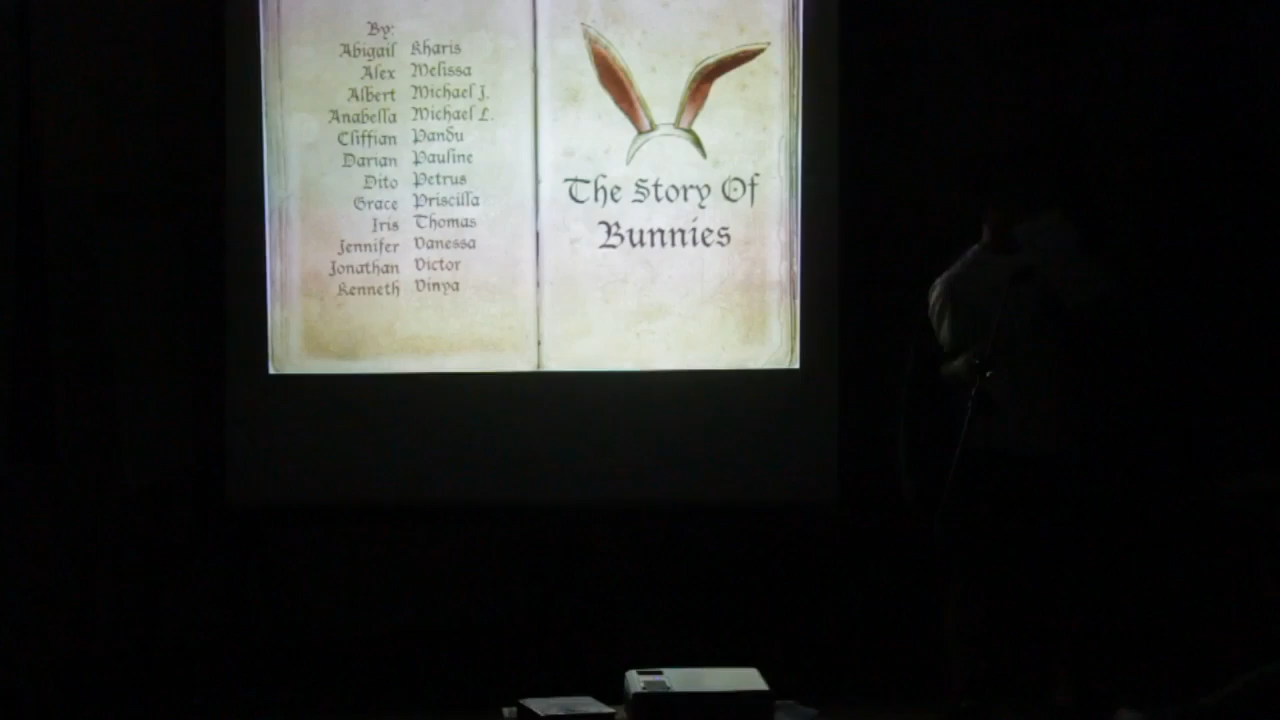 By:
Abigail Kharis
Alex Melissa
Albert Michael J.
Anabella Michael L.
Cliffian Pandu
Darian Pauline
Dito Petrus
Grace Priscilla
Iris Thomas
Jennifer Vanessa
Jonathan Victor
Kenneth Vinya
The Story Of
Bunnies